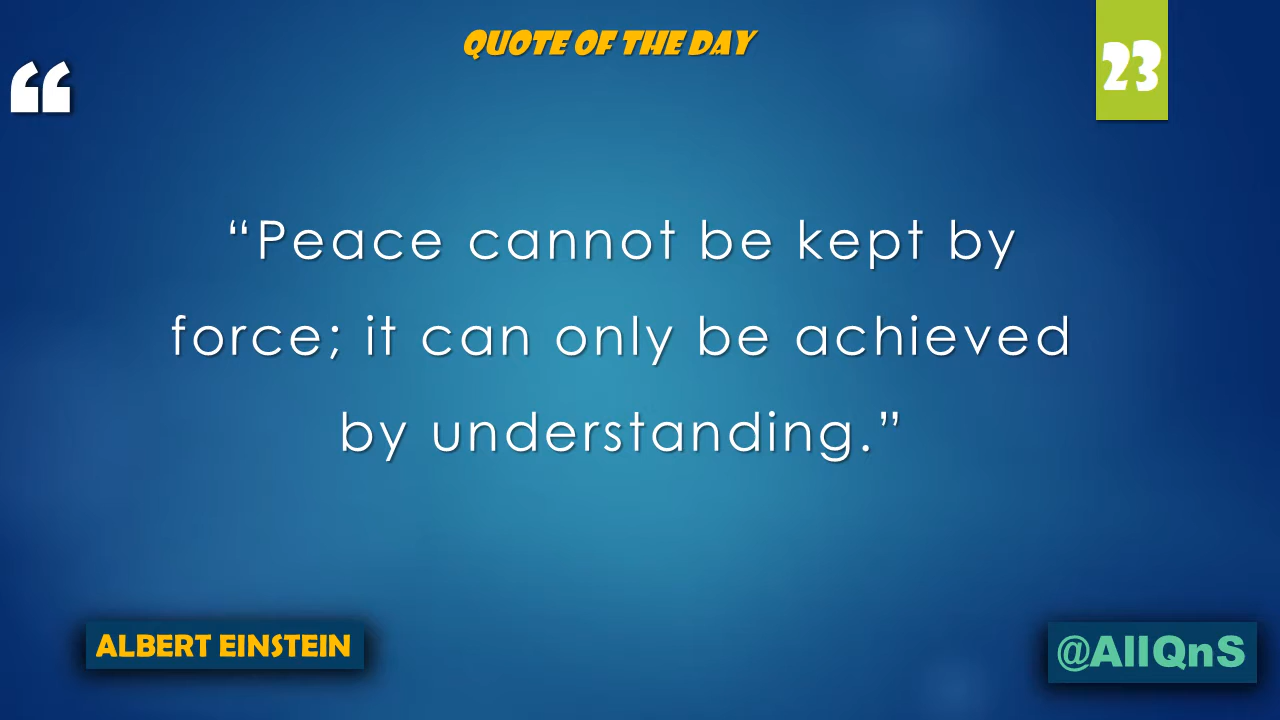 QUOTE OF THE DAY
23
“
“Peace cannot be kept by
force; it can only be achieved
by understanding.”
ALBERT EINSTEIN
@AllQnS